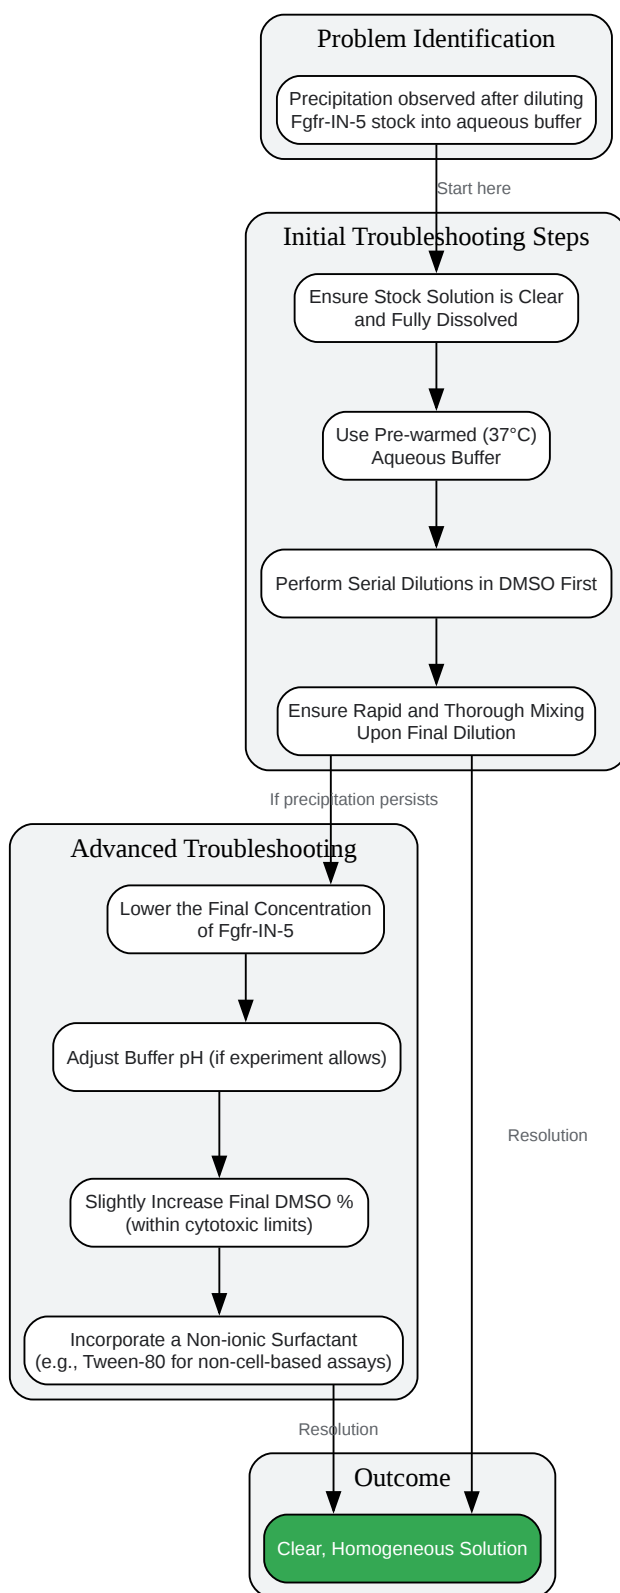 Problem Identification
Precipitation observed after diluting
Fgfr-IN-5 stock into aqueous buffer
Start here
Initial Troubleshooting Steps
Ensure Stock Solution is Clear
and Fully Dissolved
Use Pre-warmed (37°C)
Aqueous Buffer
Perform Serial Dilutions in DMSO First
Ensure Rapid and Thorough Mixing
Upon Final Dilution
If precipitation persists
Advanced Troubleshooting
Lower the Final Concentration
of Fgfr-IN-5
Adjust Buffer pH (if experiment allows)
Resolution
Slightly Increase Final DMSO %
(within cytotoxic limits)
Incorporate a Non-ionic Surfactant
(e.g., Tween-80 for non-cell-based assays)
Resolution
Outcome
Clear, Homogeneous Solution